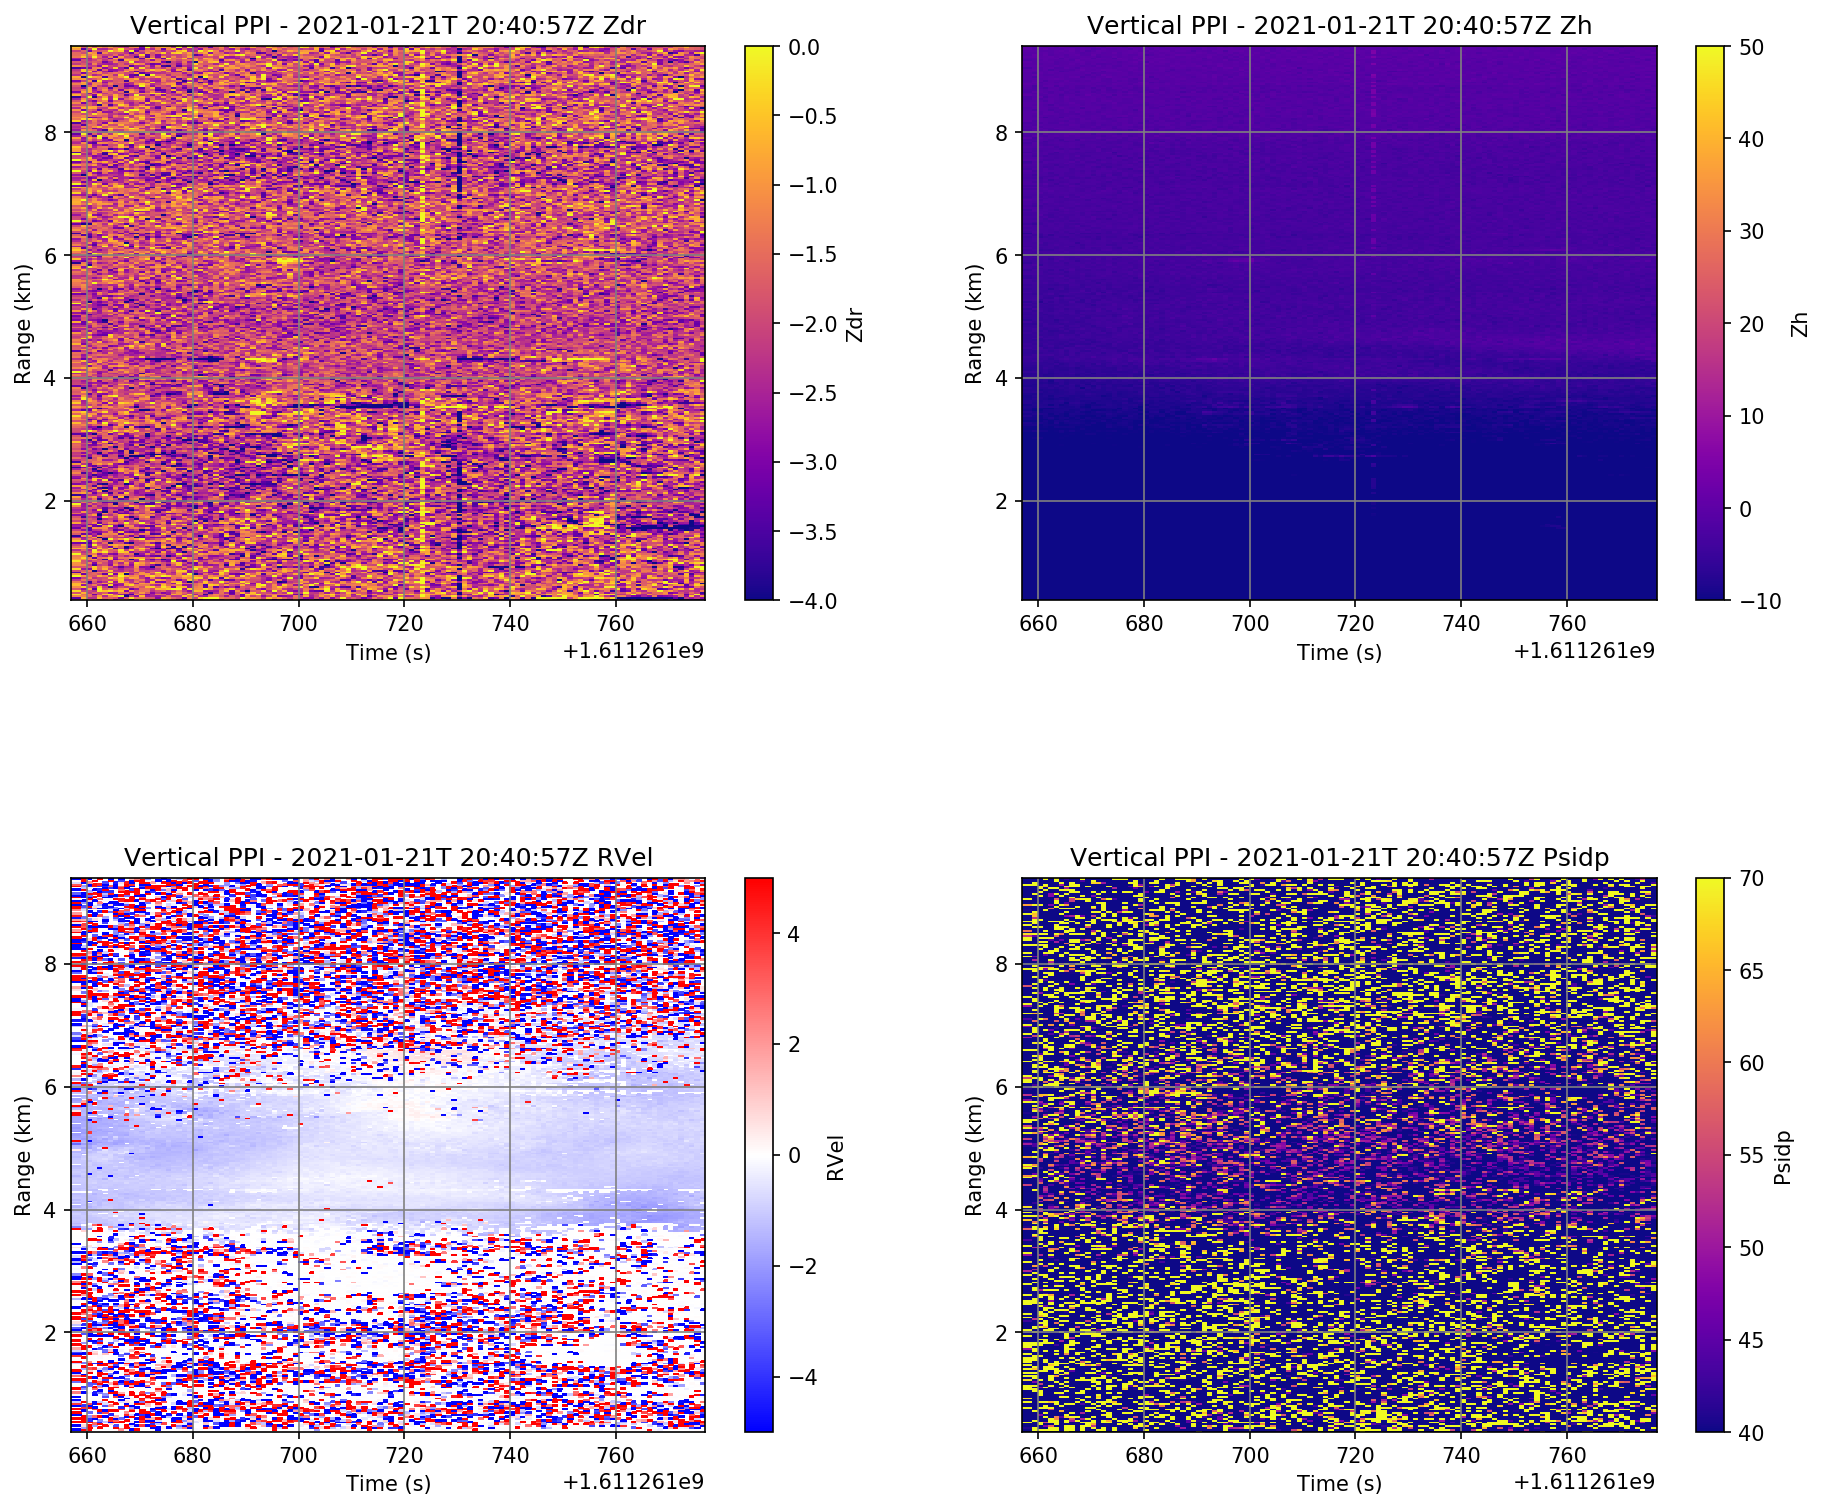 Vertical PPI - 2021-01-21T 20:40:57Z Zdr
Range (km)
8
6
4
2
660 680 700 720 740 760
Time (s)
+1.611261e9
0.0
−0.5
−1.0
−1.5
−2.0
−2.5
−3.0
−3.5
−4.0
Zdr
Vertical PPI - 2021-01-21T 20:40:57Z Zh
Range (km)
8
6
4
2
660 680 700 720 740 760
Time (s)
+1.611261e9
50
40
30
20
10
0
−10
Zh
Vertical PPI - 2021-01-21T 20:40:57Z RVel
Range (km)
8
6
4
2
660 680 700 720 740 760
Time (s)
+1.611261e9
4
2
0
−2
−4
RVel
Vertical PPI - 2021-01-21T 20:40:57Z Psidp
Range (km)
8
6
4
2
660 680 700 720 740 760
Time (s)
+1.611261e9
70
65
60
55
50
45
40
Psidp